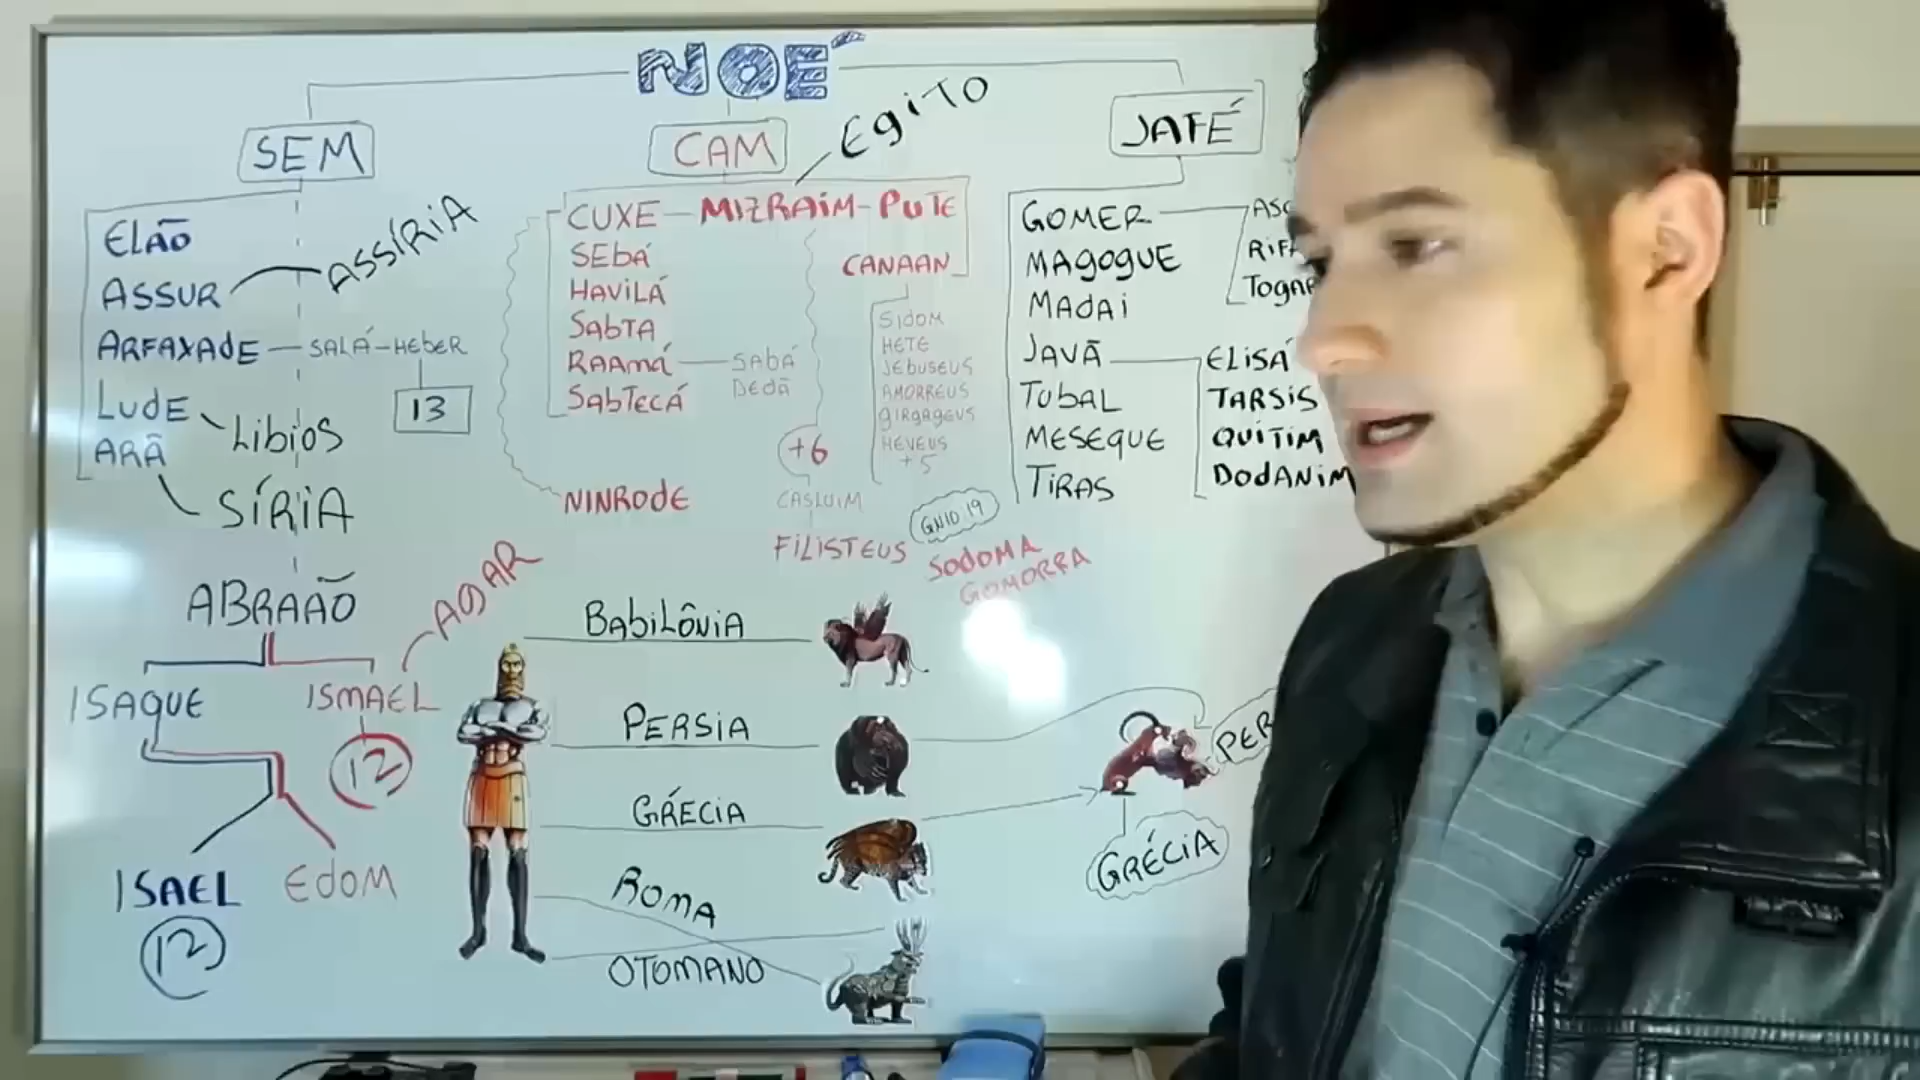 NOÉ
SEM
CAM
EgiTO
JAFÉ
ELÃO
ASSUR
ASSÍRIA
ARFAXADE — SALÁ — HEBER
13
LUDE
LIBIOS
ARÃ
SÍRIA
CUXE — MIZRAIM - PUTE
SEBÁ
HAVILÁ
SABTA
RAAMÁ
SABÁ
DEDÃ
SABTECÁ
NINRODE
CANAAN
SIDOM
HETE
JEBUSEUS
AMORREUS
GIRGAGEUS
HEVEUS
+5
+6
CASLUIM
FILISTEUS
GN 10 19
SODOMA
GOMORRA
GOMER
MAGOGUE
MADAI
JAVÃ
TUBAL
MESEQUE
TIRAS
ELISÁ
TARSIS
QUITIM
DODANIM
ABRAÃO
AGAR
ISAQUE
ISMAEL
12
ISAEL
EDOM
12
BABILÔNIA
PERSIA
GRÉCIA
ROMA
OTOMANO
GRÉCIA